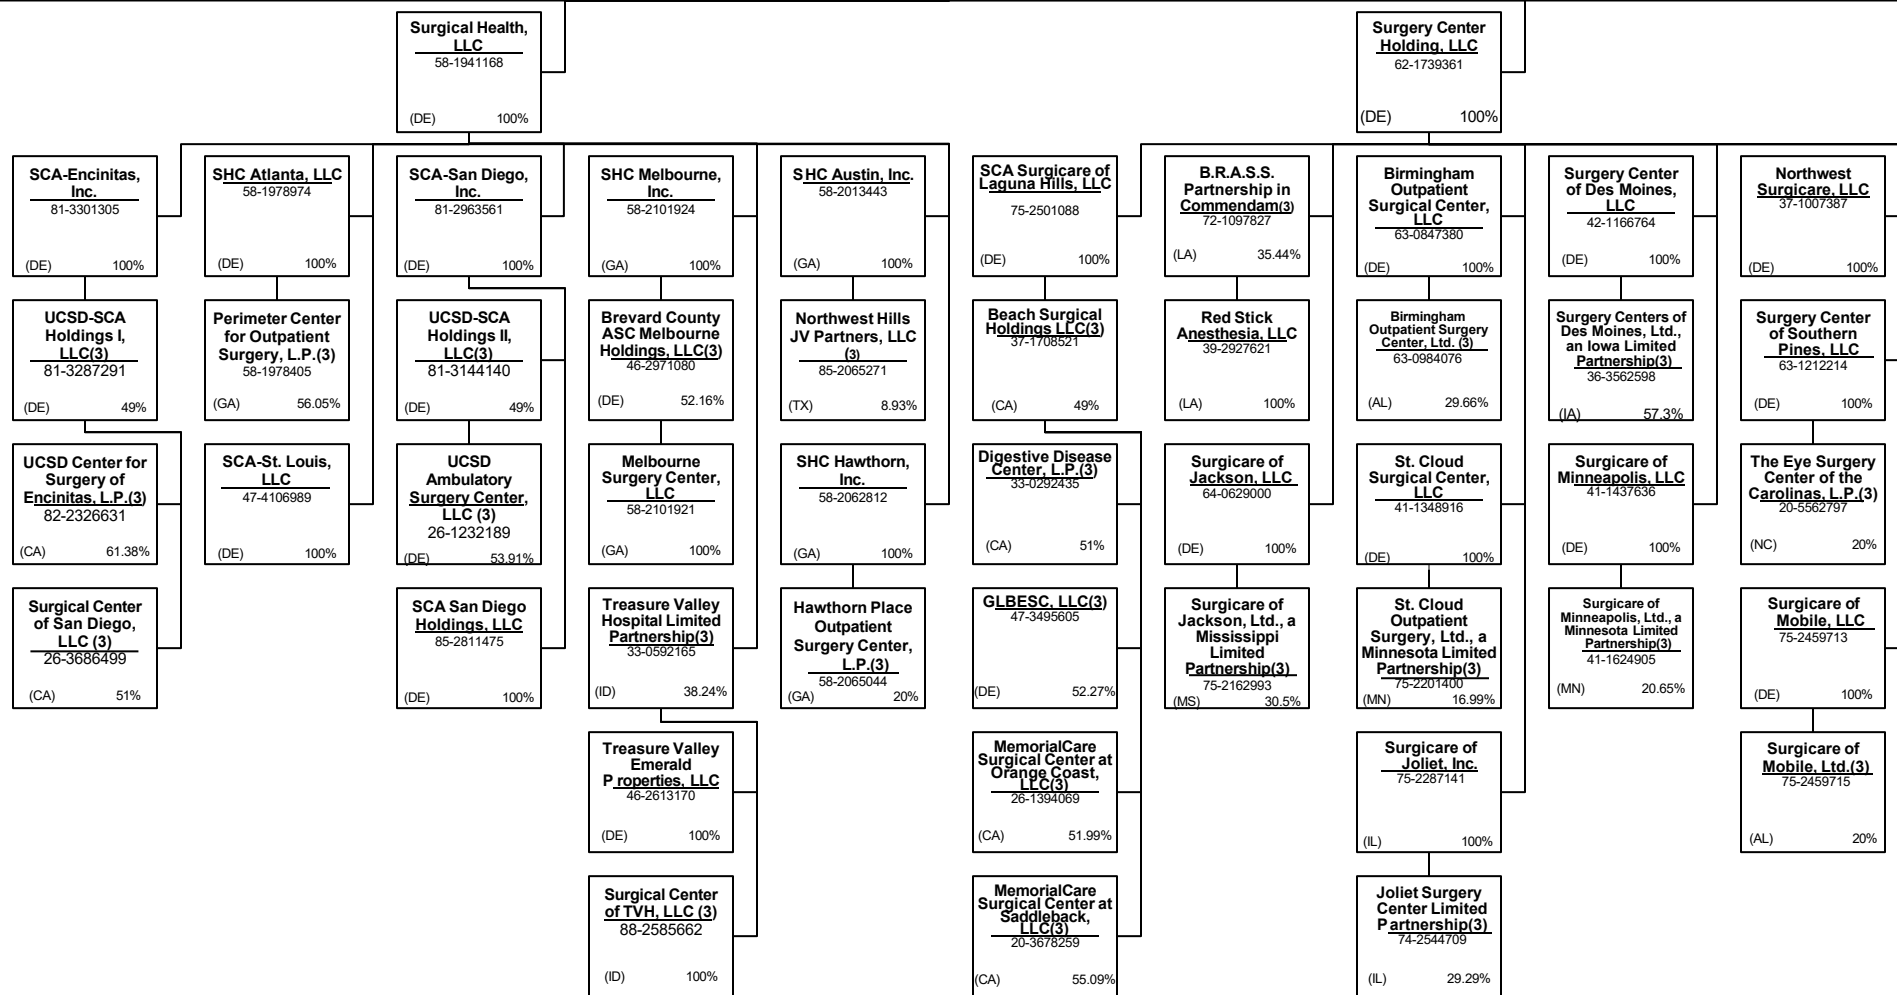 Surgical Health,
LLC
58-1941168
(DE) 100%
Surgery Center
Holding, LLC
62-1739361
(DE) 100%
SCA-Encinitas,
Inc.
81-3301305
(DE) 100%
SHC Atlanta, LLC
58-1978974
(DE) 100%
SCA-San Diego,
Inc.
81-2963561
(DE) 100%
SHC Melbourne,
Inc.
58-2101924
(GA) 100%
SHC Austin, Inc.
58-2013443
(GA) 100%
SCA Surgicare of
Laguna Hills, LLC
75-2501088
(DE) 100%
B.R.A.S.S.
Partnership in
Commendam(3)
72-1097827
(LA) 35.44%
Birmingham
Outpatient
Surgical Center,
LLC
63-0847380
(DE) 100%
Surgery Center
of Des Moines,
LLC
42-1166764
(DE) 100%
Northwest
Surgicare, LLC
37-1007387
(DE) 100%
UCSD-SCA
Holdings I,
LLC(3)
81-3287291
(DE) 49%
Perimeter Center
for Outpatient
Surgery, L.P.(3)
58-1978405
(GA) 56.05%
UCSD-SCA
Holdings II,
LLC(3)
81-3144140
(DE) 49%
Brevard County
ASC Melbourne
Holdings, LLC(3)
46-2971080
(DE) 52.16%
Northwest Hills
JV Partners, LLC
(3)
85-2065271
(TX) 8.93%
Beach Surgical
Holdings LLC(3)
37-1708521
(CA) 49%
Red Stick
Anesthesia, LLC
39-2927621
(LA) 100%
Birmingham
Outpatient Surgery
Center, Ltd. (3)
63-0984076
(AL) 29.66%
Surgery Centers of
Des Moines, Ltd.,
an Iowa Limited
Partnership(3)
36-3562598
(IA) 57.3%
Surgery Center
of Southern
Pines, LLC
63-1212214
(DE) 100%
UCSD Center for
Surgery of
Encinitas, L.P.(3)
82-2326631
(CA) 61.38%
SCA-St. Louis,
LLC
47-4106989
(DE) 100%
UCSD
Ambulatory
Surgery Center,
LLC (3)
26-1232189
(DE) 53.91%
Melbourne
Surgery Center,
LLC
58-2101921
(GA) 100%
SHC Hawthorn,
Inc.
58-2062812
(GA) 100%
Digestive Disease
Center, L.P.(3)
33-0292435
(CA) 51%
Surgicare of
Jackson, LLC
64-0629000
(DE) 100%
St. Cloud
Surgical Center,
LLC
41-1348916
(DE) 100%
Surgicare of
Minneapolis, LLC
41-1437636
(DE) 100%
The Eye Surgery
Center of the
Carolinas, L.P.(3)
20-5562797
(NC) 20%
Surgical Center
of San Diego,
LLC (3)
26-3686499
(CA) 51%
SCA San Diego
Holdings, LLC
85-2811475
(DE) 100%
Treasure Valley
Hospital Limited
Partnership(3)
33-0592165
(ID) 38.24%
Hawthorn Place
Outpatient
Surgery Center,
L.P.(3)
58-2065044
(GA) 20%
GLBESC, LLC(3)
47-3495605
(DE) 52.27%
Surgicare of
Jackson, Ltd., a
Mississippi
Limited
Partnership(3)
75-2162993
(MS) 30.5%
St. Cloud
Outpatient
Surgery, Ltd., a
Minnesota Limited
Partnership(3)
75-2201400
(MN) 16.99%
Surgicare of
Minneapolis, Ltd., a
Minnesota Limited
Partnership(3)
41-1624905
(MN) 20.65%
Surgicare of
Mobile, LLC
75-2459713
(DE) 100%
Treasure Valley
Emerald
P roperties, LLC
46-2613170
(DE) 100%
MemorialCare
Surgical Center at
Orange Coast,
LLC(3)
26-1394069
(CA) 51.99%
Surgicare of
Joliet, Inc.
75-2287141
(IL) 100%
Surgicare of
Mobile, Ltd.(3)
75-2459715
(AL) 20%
Surgical Center
of TVH, LLC (3)
88-2585662
(ID) 100%
MemorialCare
Surgical Center at
Saddleback,
LLC(3)
20-3678259
(CA) 55.09%
Joliet Surgery
Center Limited
Partnership(3)
74-2544709
(IL) 29.29%